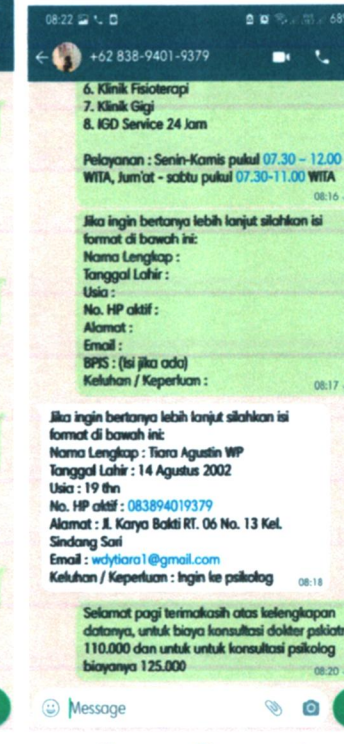 08:22
68
+62 838-9401-9379
6. Klinik Fisioterapi
7. Klinik Gigi
8. IGD Service 24 Jam
Pelayanan : Senin-Kamis pukul 07.30 – 12.00
WITA, Jum'at - sabtu pukul 07.30-11.00 WITA
08:16
Jika ingin bertanya lebih lanjut silahkan isi
format di bawah ini:
Nama Lengkap :
Tanggal Lahir :
Usia :
No. HP aktif :
Alamat :
Email :
BPJS : (Isi jika ada)
Keluhan / Keperluan :
08:17
Jika ingin bertanya lebih lanjut silahkan isi
format di bawah ini:
Nama Lengkap : Tiara Agustin WP
Tanggal Lahir : 14 Agustus 2002
Usia : 19 thn
No. HP aktif : 083894019379
Alamat : Jl. Karya Bakti RT. 06 No. 13 Kel.
Sindang Sari
Email : wdytiara1@gmail.com
Keluhan / Keperluan : Ingin ke psikolog
08:18
Selamat pagi terimakasih atas kelengkapan
datanya, untuk biaya konsultasi dokter pskiatr
110.000 dan untuk untuk konsultasi psikolog
biayanya 125.000
08:20
Message